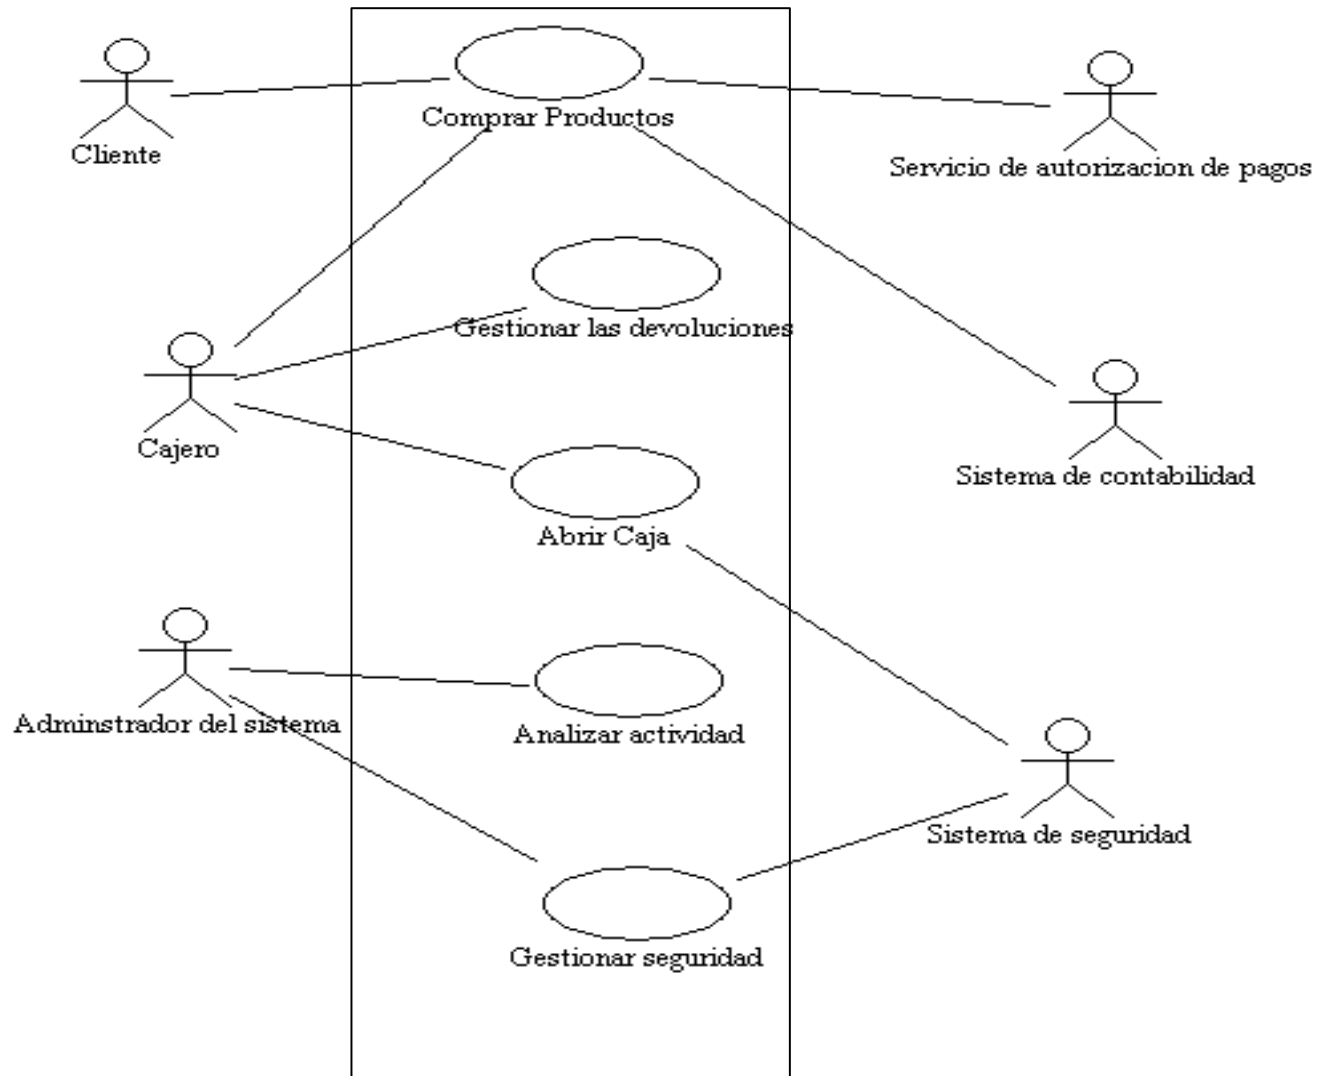 Comprar Productos
Cliente
Servicio de autorizacion de pagos
Gestionar las devoluciones
Cajero
Sistema de contabilidad
Abrir Caja
Adminstrador del sistema
Analizar actividad
Sistema de seguridad
Gestionar seguridad